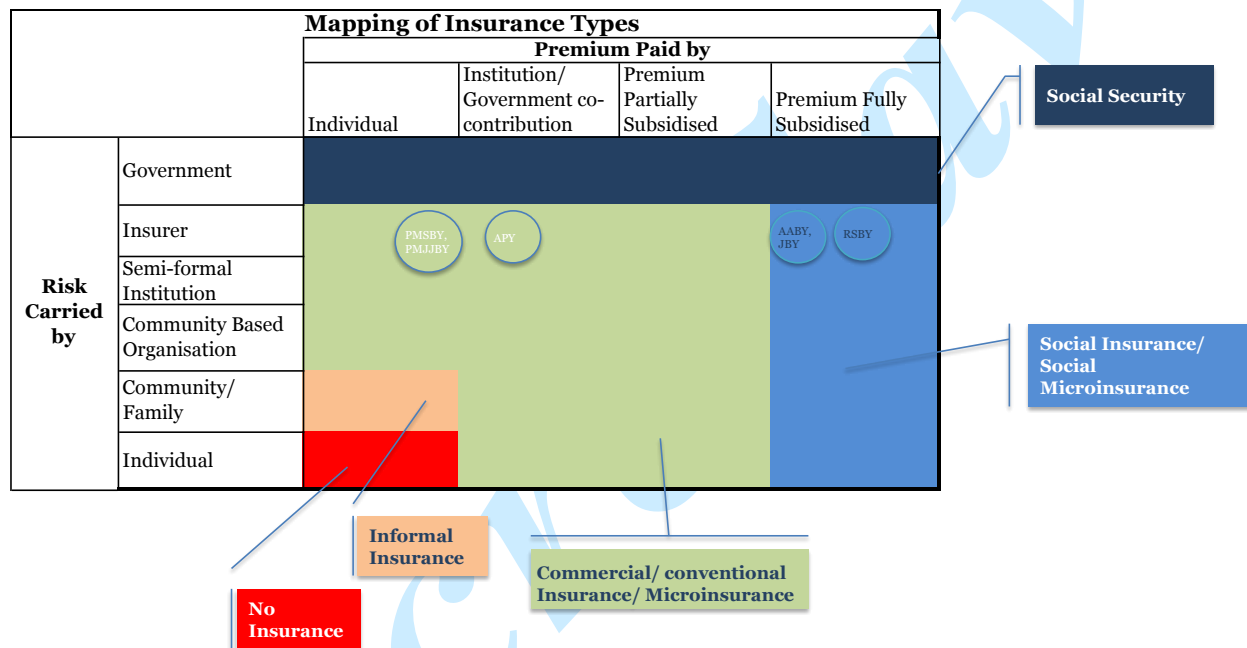 Mapping of Insurance Types
Premium Paid by
Individual
Institution/
Government co-
contribution
Premium
Partially
Subsidised
Premium Fully
Subsidised
Social Security
Risk
Carried
by
Government
Insurer
PMSBY,
PMJJBY
APY
AABY,
JBY
RSBY
Semi-formal
Institution
Community Based
Organisation
Community/
Family
Individual
Social Insurance/
Social
Microinsurance
Informal
Insurance
Commercial/ conventional
Insurance/ Microinsurance
No
Insurance